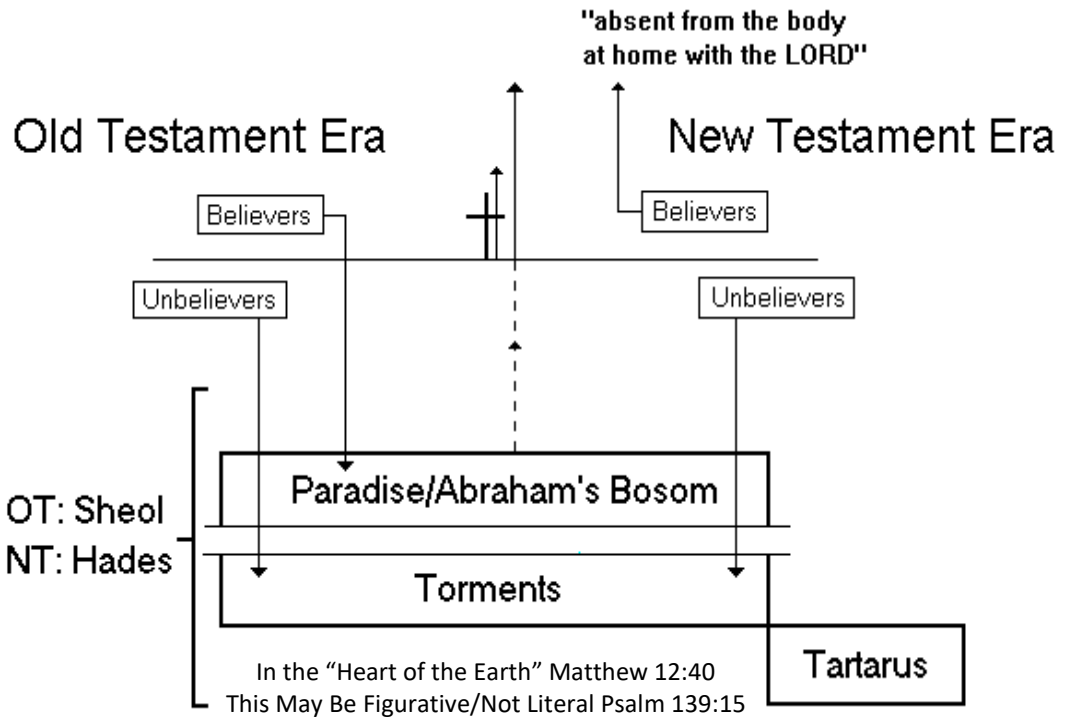 "absent from the body
at home with the LORD"
Old Testament Era
New Testament Era
Believers
Believers
Unbelievers
Unbelievers
Paradise/Abraham's Bosom
OT: Sheol
NT: Hades
Torments
Tartarus
In the “Heart of the Earth” Matthew 12:40
This May Be Figurative/Not Literal Psalm 139:15